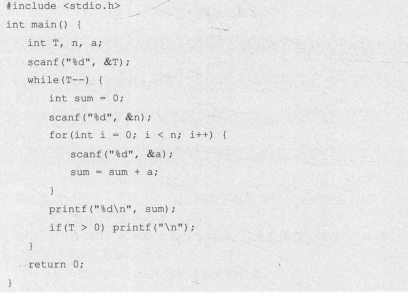 #include <stdio.h>
int main() {
    int T, n, a;
    scanf("%d", &T);
    while(T--) {
        int sum = 0;
        scanf("%d", &n);
        for(int i = 0; i < n; i++) {
            scanf("%d", &a);
            sum = sum + a;
        }
        printf("%d\n", sum);
        if(T > 0) printf("\n");
    }
    return 0;
}